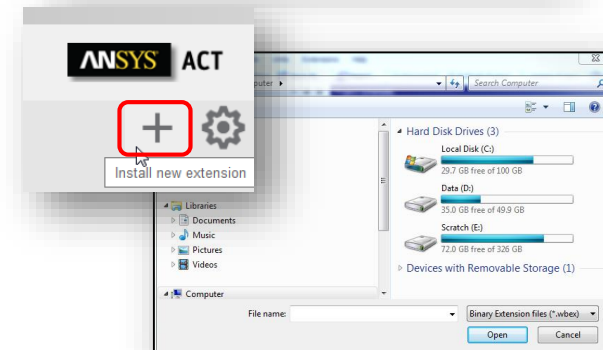 ANSYS ACT
Install new extension
puter
Search Computer
Hard Disk Drives (3)
Local Disk (C:)
29.7 GB free of 100 GB
Data (D:)
35.0 GB free of 49.9 GB
Scratch (E:)
72.0 GB free of 326 GB
Devices with Removable Storage (1)
Libraries
Documents
Music
Pictures
Videos
Computer
File name:
Binary Extension files (*.wbex)
Open
Cancel